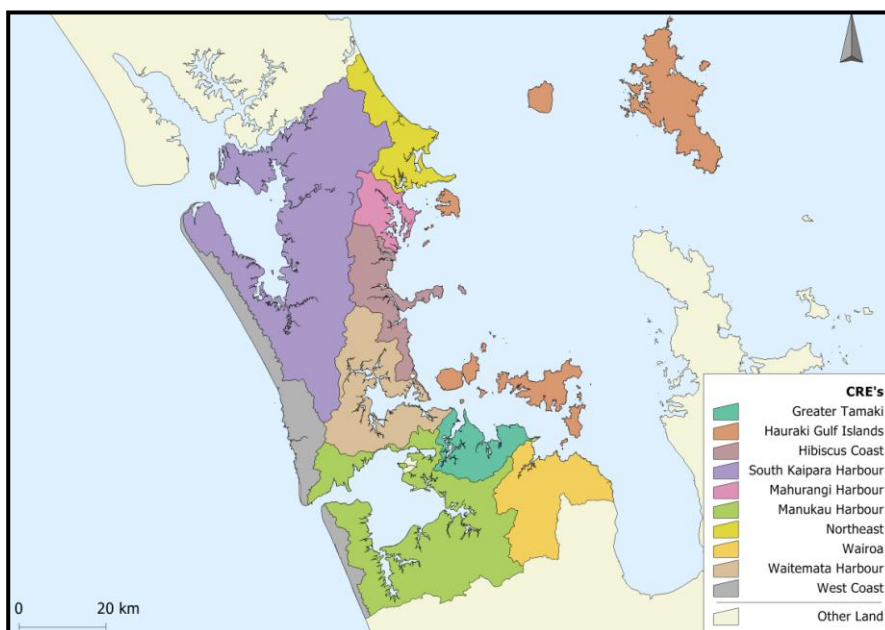 CRE's
Greater Tamaki
Hauraki Gulf Islands
Hibiscus Coast
South Kaipara Harbour
Mahurangi Harbour
Manukau Harbour
Northeast
Wairoa
Waitemata Harbour
West Coast
Other Land
0 20 km